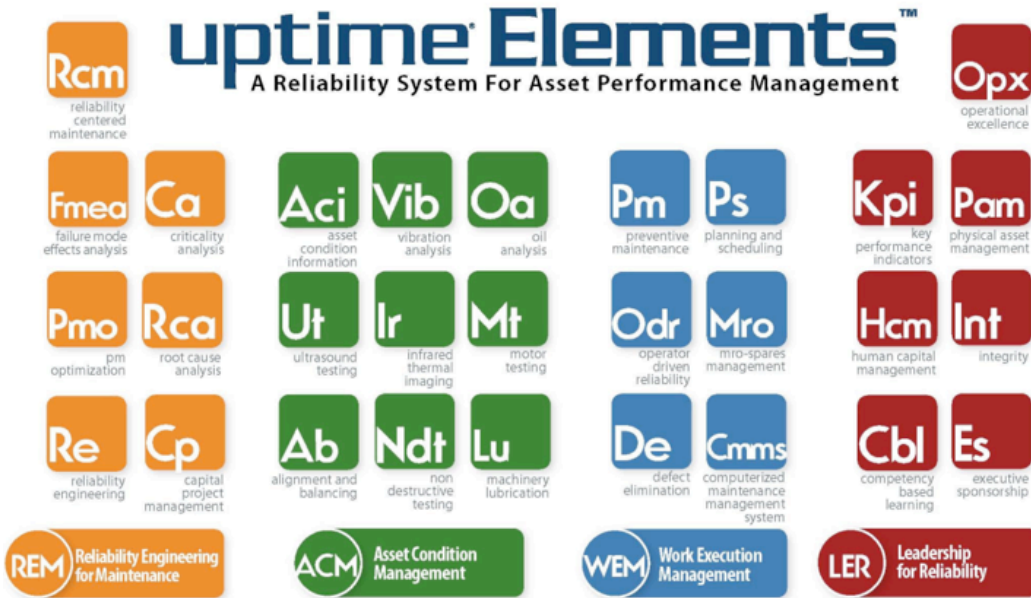 uptime® Elements™
A Reliability System For Asset Performance Management
Rcm
reliability
centered
maintenance
Opx
operational
excellence
Fmea
failure mode
effects analysis
Ca
criticality
analysis
Aci
asset
condition
information
Vib
vibration
analysis
Oa
oil
analysis
Pm
preventive
maintenance
Ps
planning and
scheduling
Kpi
key
performance
indicators
Pam
physical asset
management
Pmo
pm
optimization
Rca
root cause
analysis
Ut
ultrasound
testing
Ir
infrared
thermal
imaging
Mt
motor
testing
Odr
operator
driven
reliability
Mro
mro-spares
management
Hcm
human capital
management
Int
integrity
Re
reliability
engineering
Cp
capital
project
management
Ab
alignment and
balancing
Ndt
non
destructive
testing
Lu
machinery
lubrication
De
defect
elimination
Cmms
computerized
maintenance
management
system
Cbl
competency
based
learning
Es
executive
sponsorship
REM
Reliability Engineering
for Maintenance
ACM
Asset Condition
Management
WEM
Work Execution
Management
LER
Leadership
for Reliability